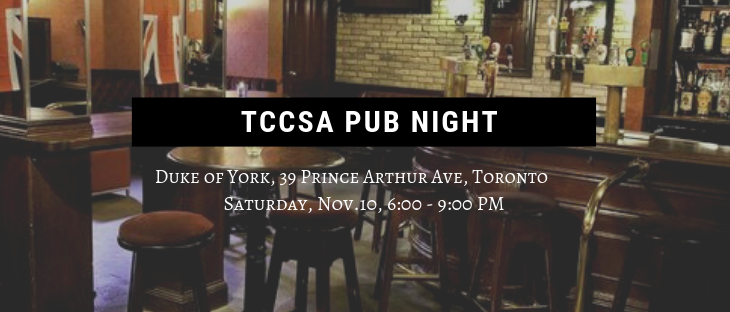 TCCSA PUB NIGHT
Duke of York, 39 Prince Arthur Ave, Toronto
Saturday, Nov.10, 6:00 - 9:00 PM